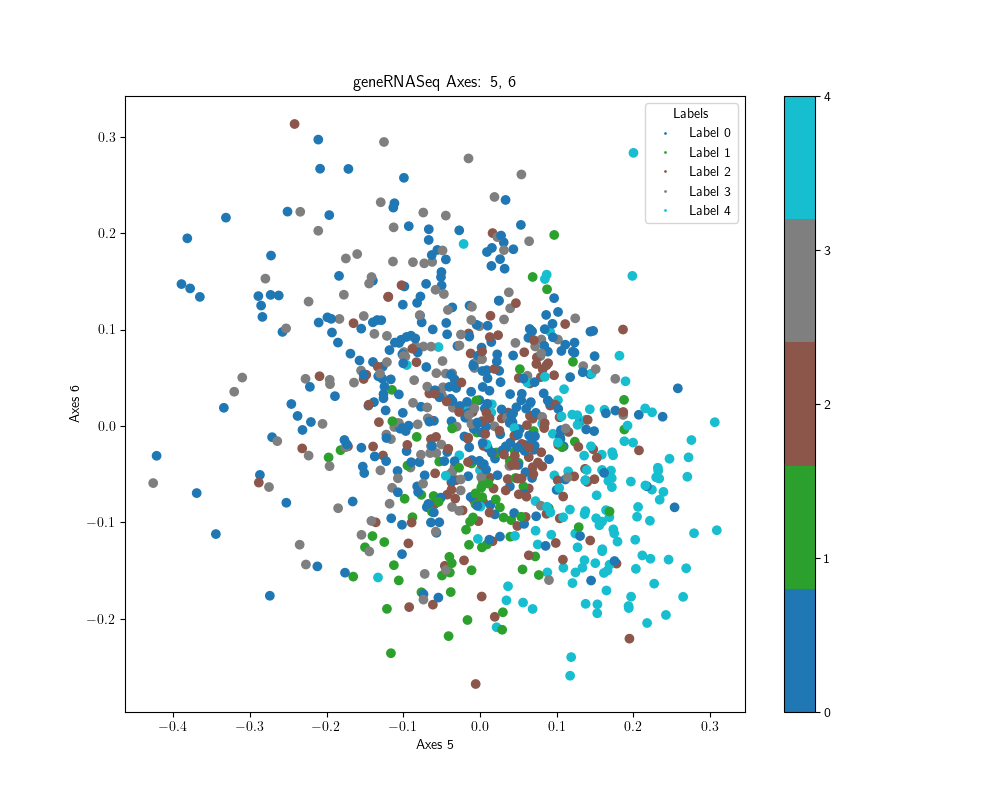 geneRNASeq Axes: 5, 6
Labels
Label 0
Label 1
Label 2
Label 3
Label 4
Axes 6
0.3
0.2
0.1
0.0
−0.1
−0.2
−0.4 −0.3 −0.2 −0.1 0.0 0.1 0.2 0.3
Axes 5
4
3
2
1
0